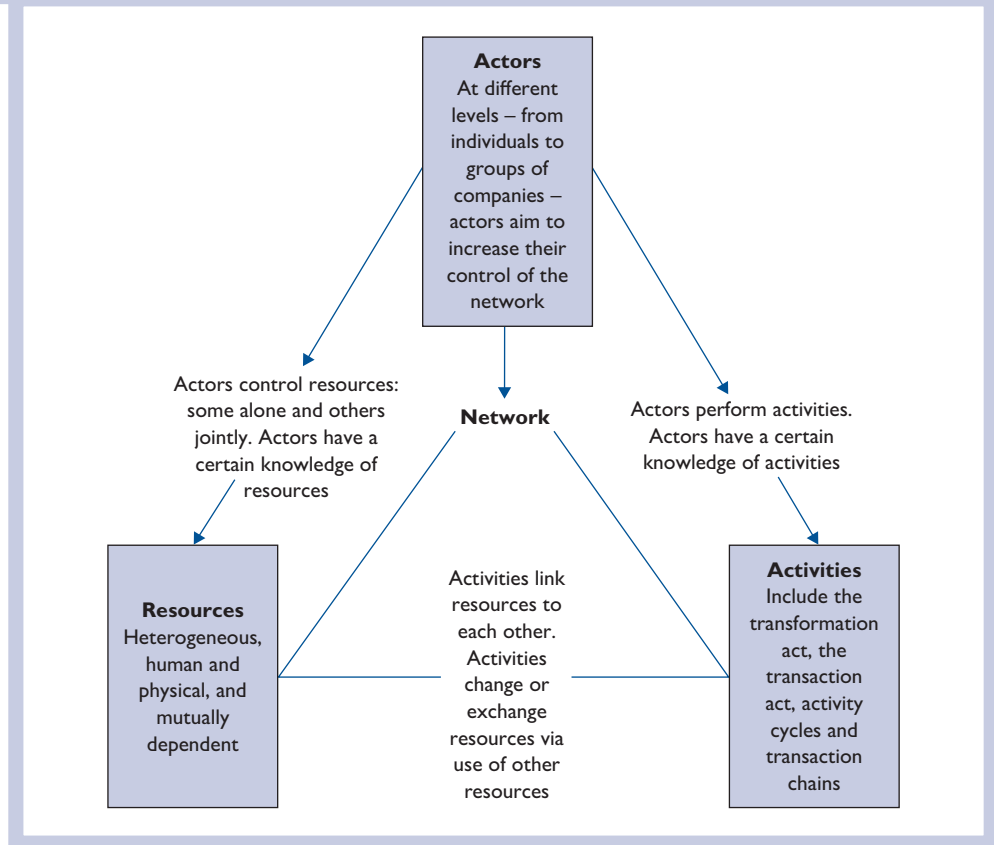 Actors
At different
levels – from
individuals to
groups of
companies –
actors aim to
increase their
control of the
network
Actors control resources:
some alone and others
jointly. Actors have a
certain knowledge of
resources
Network
Actors perform activities.
Actors have a certain
knowledge of activities
Resources
Heterogeneous,
human and
physical, and
mutually
dependent
Activities link
resources to
each other.
Activities
change or
exchange
resources via
use of other
resources
Activities
Include the
transformation
act, the
transaction
act, activity
cycles and
transaction
chains